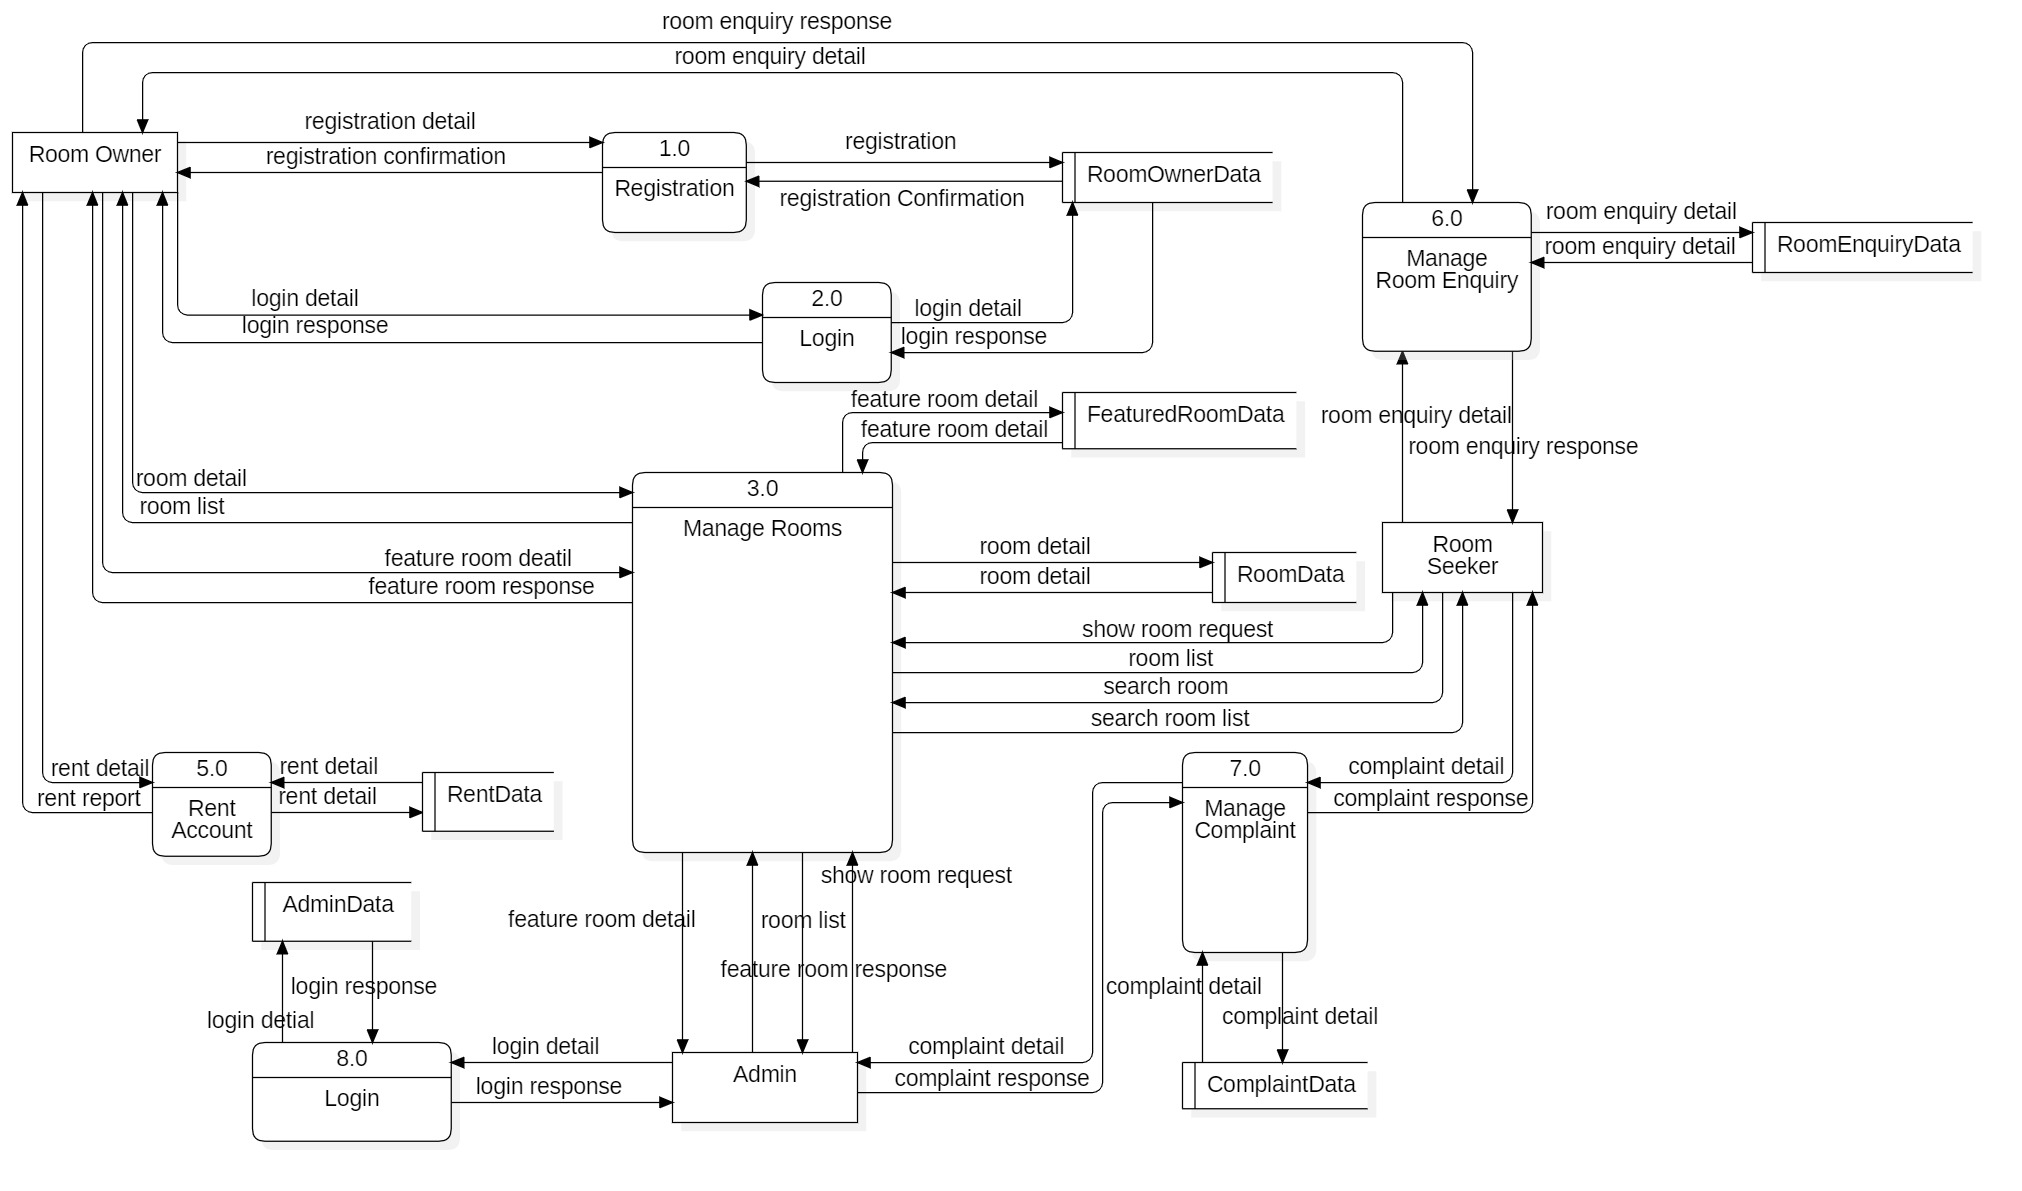 room enquiry response
room enquiry detail
registration detail
Room Owner
registration confirmation
1.0
Registration
registration
registration Confirmation
RoomOwnerData
6.0
Manage
Room Enquiry
room enquiry detail
room enquiry detail
RoomEnquiryData
login detail
login response
2.0
Login
login detail
login response
feature room detail
feature room detail
FeaturedRoomData
room enquiry detail
room enquiry response
room detail
room list
3.0
Manage Rooms
feature room deatil
feature room response
room detail
room detail
RoomData
Room
Seeker
show room request
room list
search room
search room list
rent detail
rent report
5.0
Rent
Account
rent detail
rent detail
RentData
7.0
Manage
Complaint
complaint detail
complaint response
show room request
feature room detail
room list
feature room response
AdminData
login response
login detial
complaint detail
complaint detail
8.0
Login
login detail
login response
Admin
complaint detail
complaint response
ComplaintData